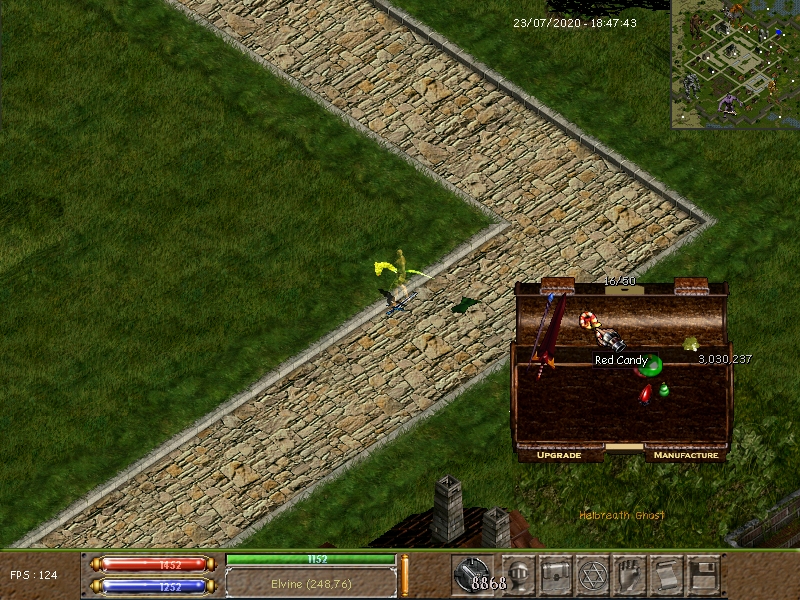 23/07/2020 - 18:47:43
16/50
Red Candy
3,030,237
UPGRADE
MANUFACTURE
Helbreath Ghost
FPS : 124
1452
1152
1252
Elvine (248,76)
8868